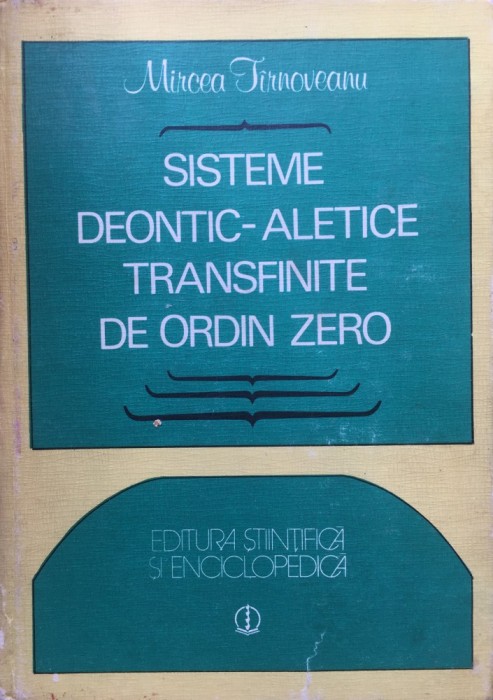 Mircea Tîrnoveanu
SISTEME
DEONTIC-ALETICE
TRANSFINITE
DE ORDIN ZERO
EDITURA ȘTIINȚIFICĂ
ȘI ENCICLOPEDICĂ